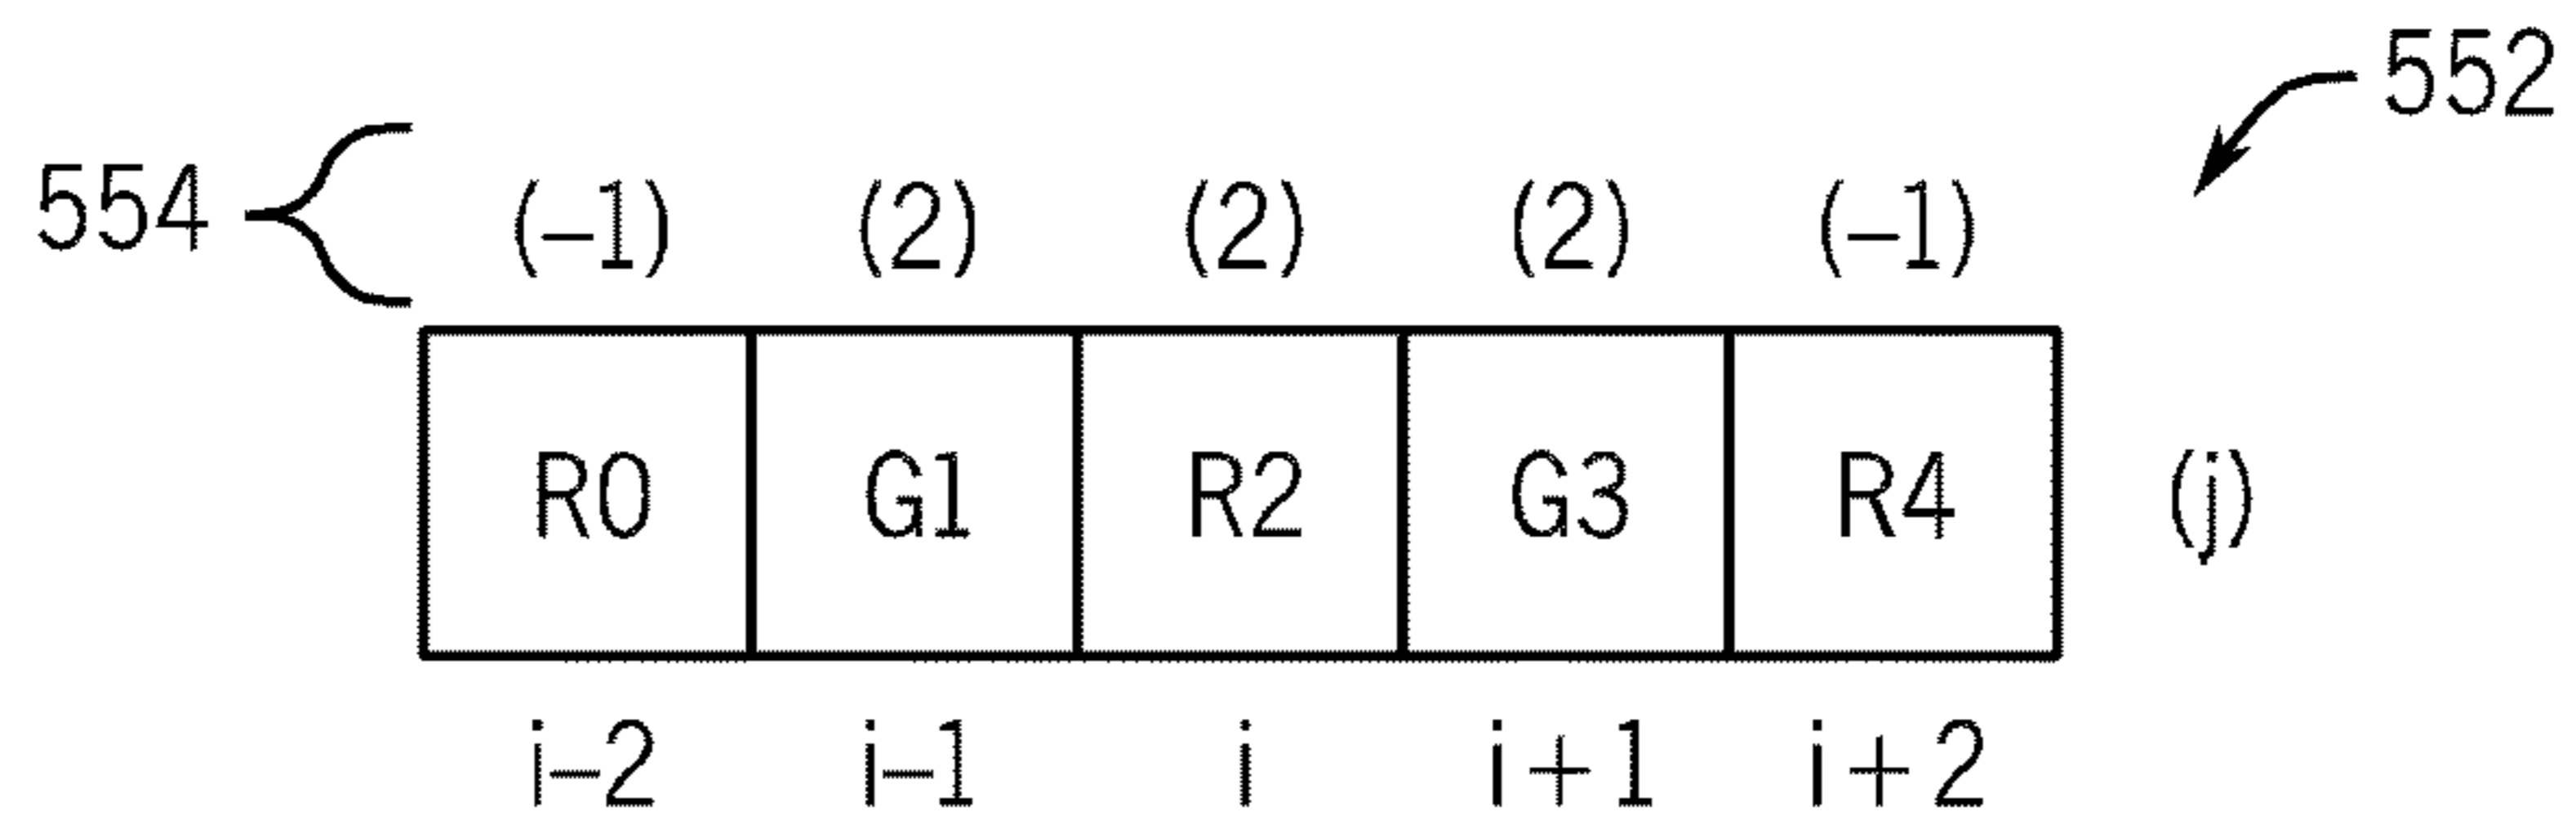 552
554 (–1) (2) (2) (2) (–1)
R0 G1 R2 G3 R4 (j)
i–2 i–1 i i+1 i+2